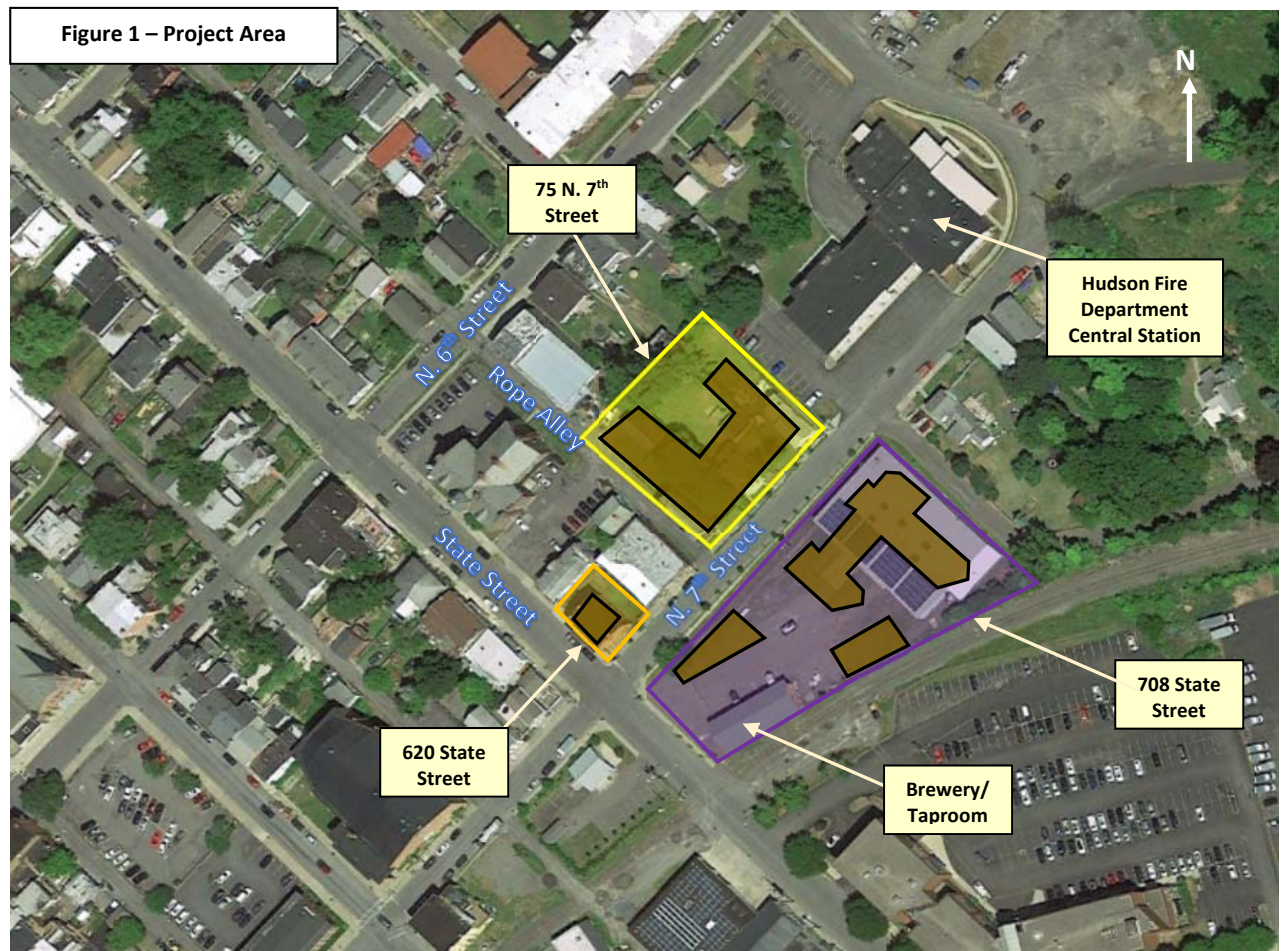 Figure 1 – Project Area
N
75 N. 7th
Street
Hudson Fire
Department
Central Station
N. 6th Street
Rope Alley
State Street
N. 7th Street
708 State
Street
620 State
Street
Brewery/
Taproom